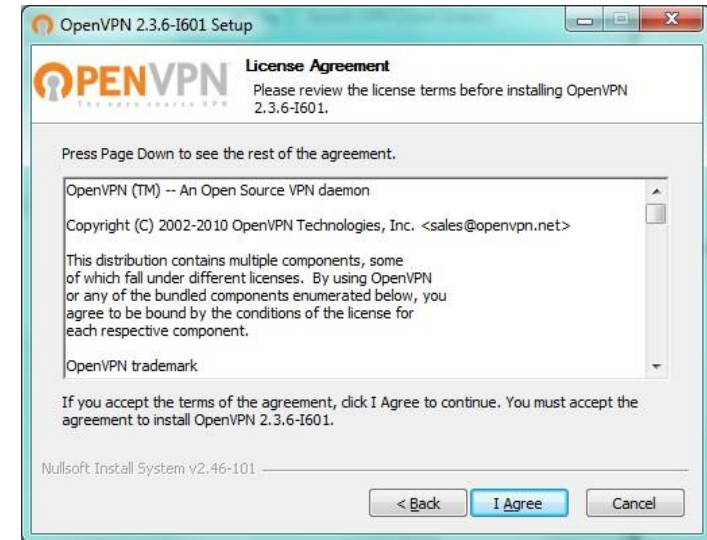 OpenVPN 2.3.6-I601 Setup
OPENVPN
The open source VPN
License Agreement
Please review the license terms before installing OpenVPN
2.3.6-I601.
Press Page Down to see the rest of the agreement.
OpenVPN (TM) -- An Open Source VPN daemon
Copyright (C) 2002-2010 OpenVPN Technologies, Inc. <sales@openvpn.net>
This distribution contains multiple components, some
of which fall under different licenses.  By using OpenVPN
or any of the bundled components enumerated below, you
agree to be bound by the conditions of the license for
each respective component.
OpenVPN trademark
If you accept the terms of the agreement, click I Agree to continue. You must accept the
agreement to install OpenVPN 2.3.6-I601.
Nullsoft Install System v2.46-101
< Back I Agree Cancel